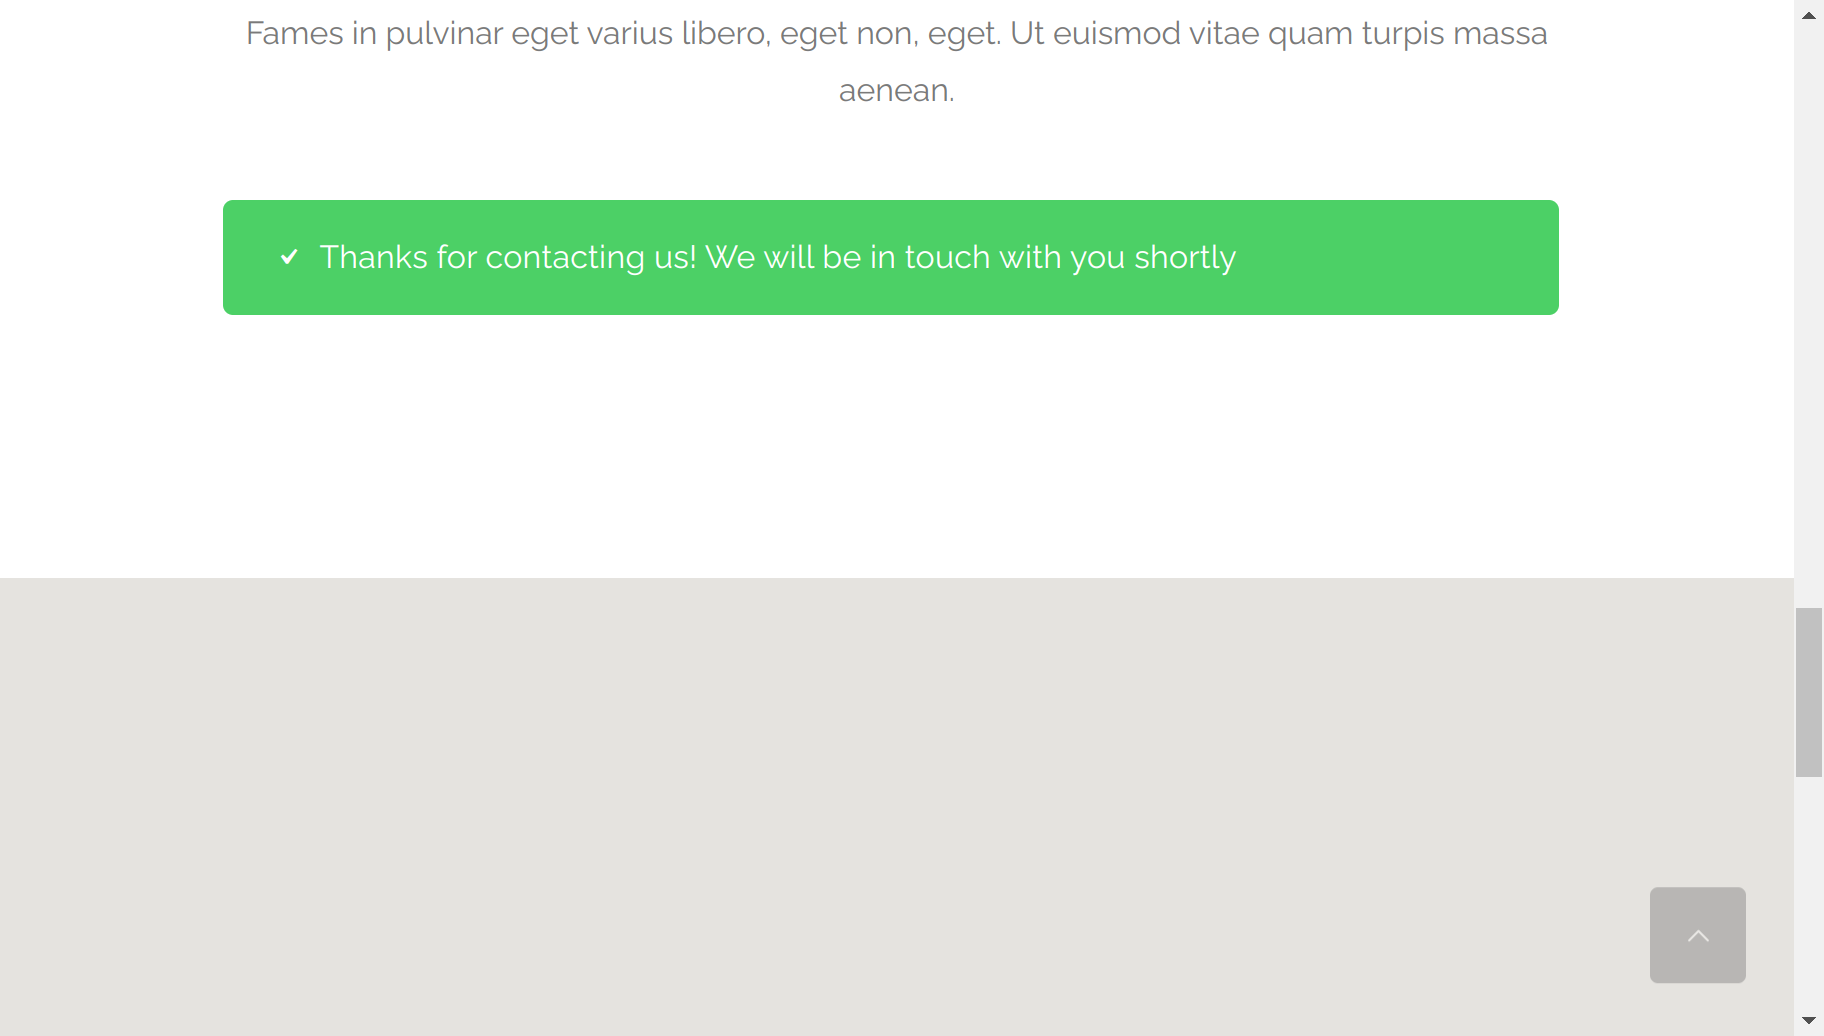 Fames in pulvinar eget varius libero, eget non, eget. Ut euismod vitae quam turpis massa
aenean.
Thanks for contacting us! We will be in touch with you shortly